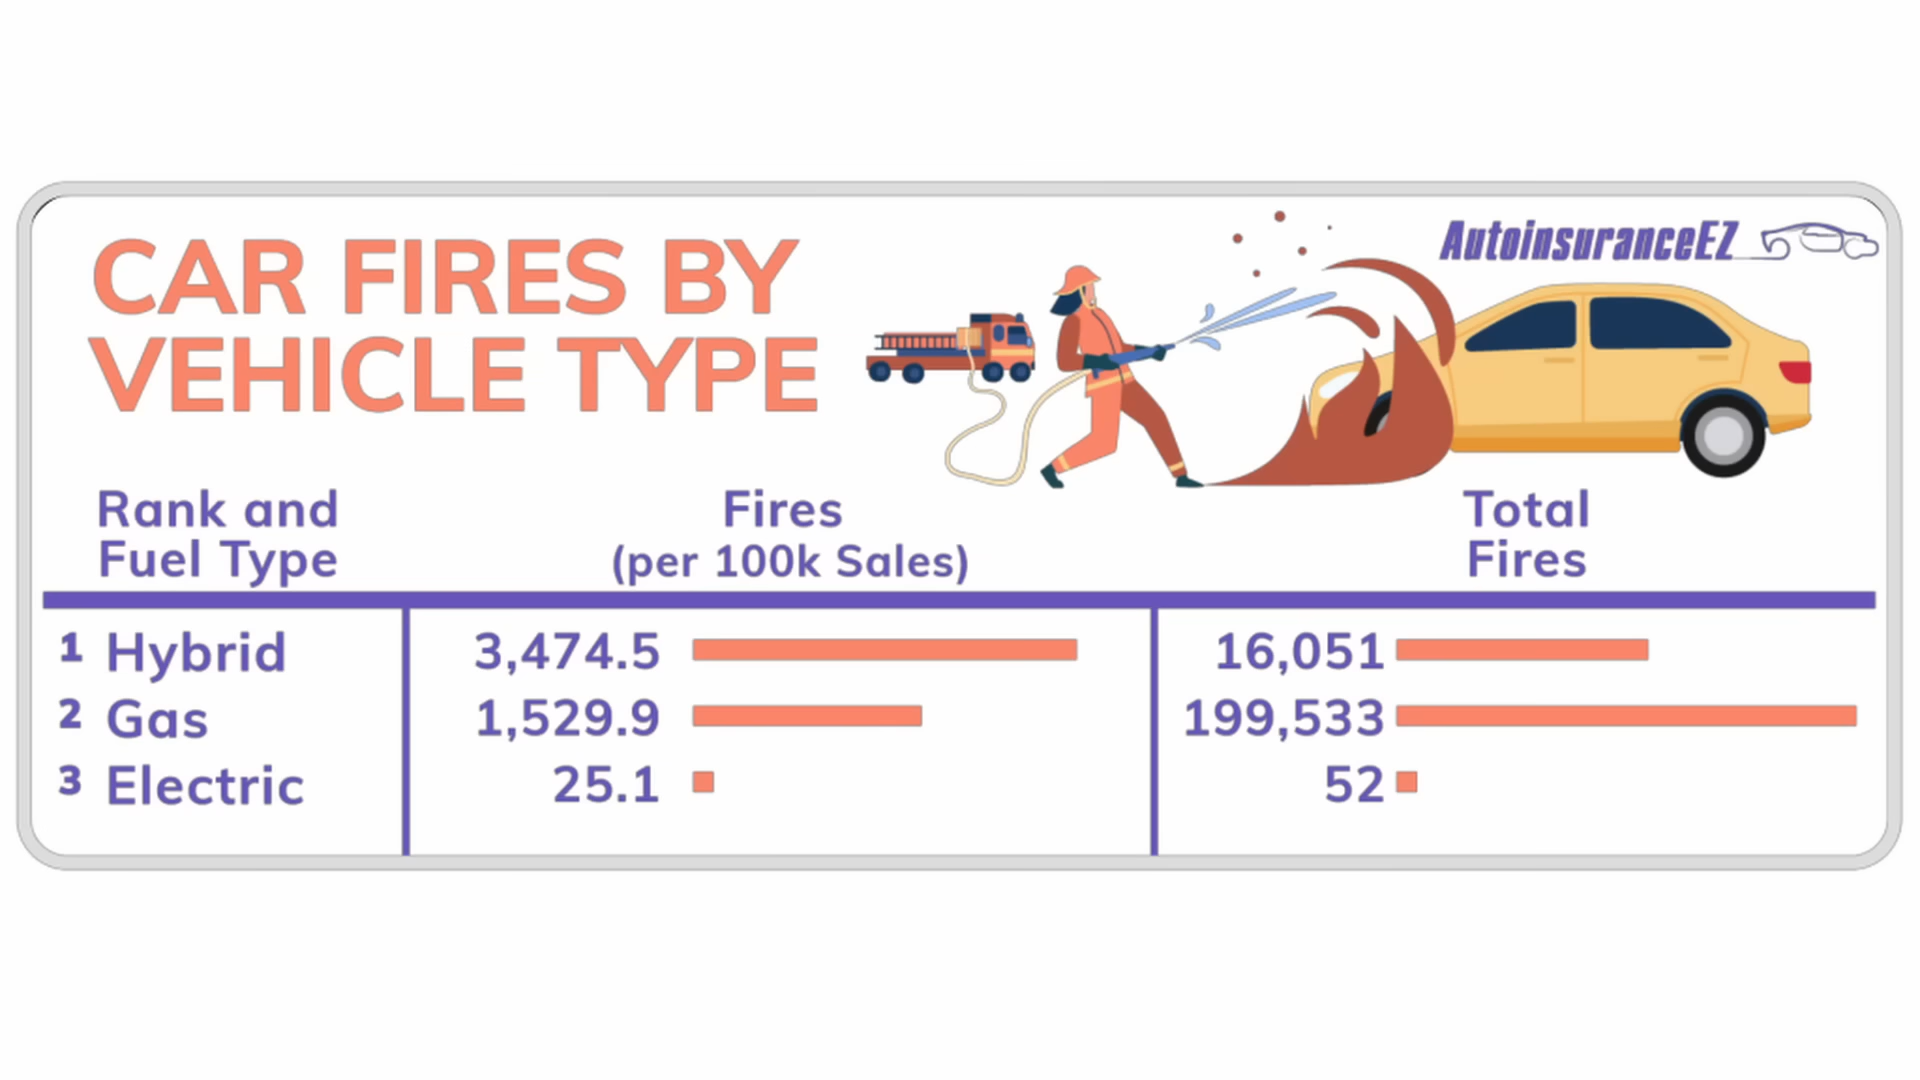 AutoinsuranceEZ
CAR FIRES BY
VEHICLE TYPE
Rank and
Fuel Type
Fires
(per 100k Sales)
Total
Fires
1 Hybrid 3,474.5 16,051
2 Gas 1,529.9 199,533
3 Electric 25.1 52